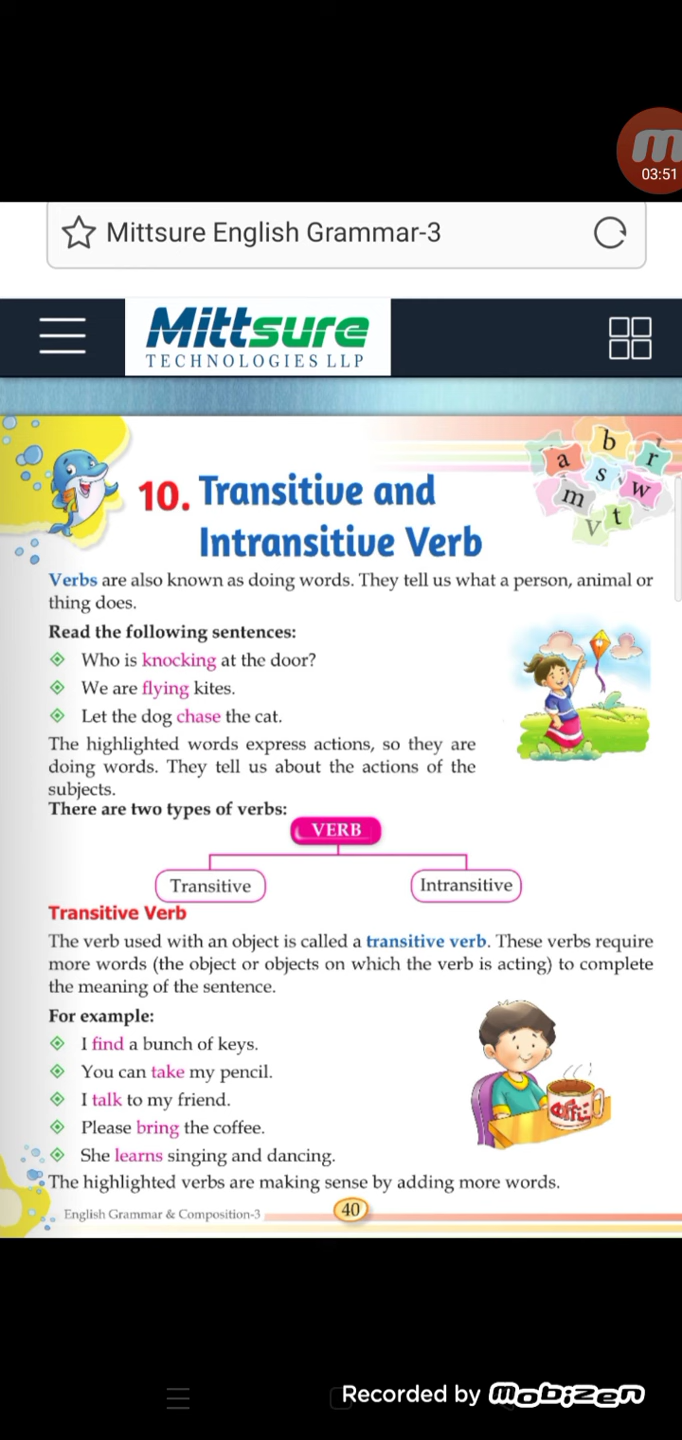 03:51
Mittsure English Grammar-3
Mittsure
TECHNOLOGIES LLP
a b r s m w v t
10. Transitive and
Intransitive Verb
Verbs are also known as doing words. They tell us what a person, animal or
thing does.
Read the following sentences:
Who is knocking at the door?
We are flying kites.
Let the dog chase the cat.
The highlighted words express actions, so they are
doing words. They tell us about the actions of the
subjects.
There are two types of verbs:
VERB
Transitive Intransitive
Transitive Verb
The verb used with an object is called a transitive verb. These verbs require
more words (the object or objects on which the verb is acting) to complete
the meaning of the sentence.
For example:
I find a bunch of keys.
You can take my pencil.
I talk to my friend.
Please bring the coffee.
She learns singing and dancing.
The highlighted verbs are making sense by adding more words.
English Grammar & Composition-3 40
Recorded by mobizen